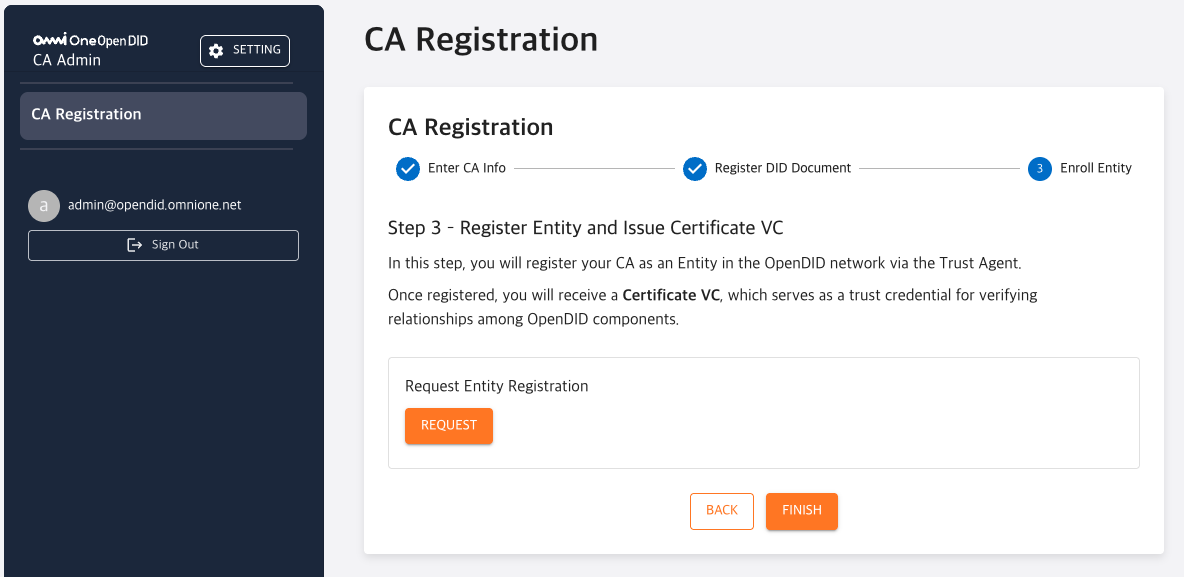 Omni One Open DID
CA Admin
SETTING
CA Registration
a
admin@opendid.omnione.net
Sign Out
CA Registration
CA Registration
Enter CA Info
Register DID Document
3
Enroll Entity
Step 3 - Register Entity and Issue Certificate VC
In this step, you will register your CA as an Entity in the OpenDID network via the Trust Agent.
Once registered, you will receive a Certificate VC, which serves as a trust credential for verifying
relationships among OpenDID components.
Request Entity Registration
REQUEST
BACK
FINISH